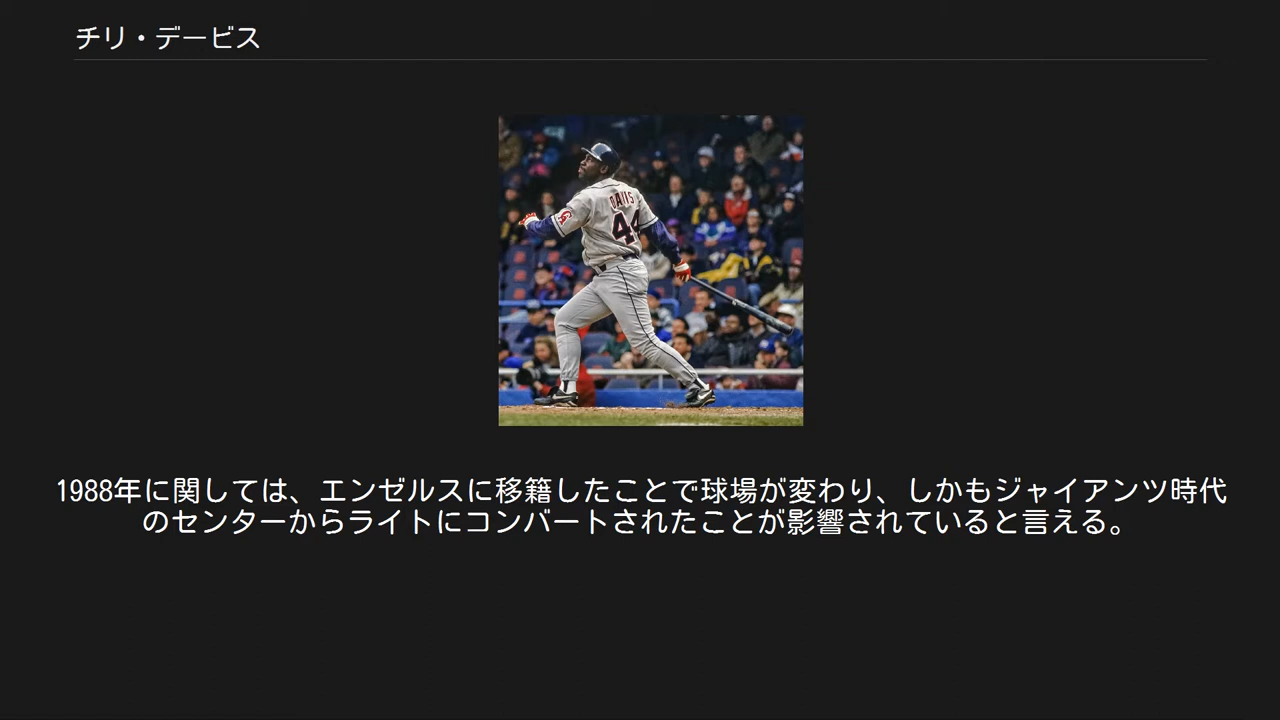 チリ・デービス
DAVIS
44
1988年に関しては、エンゼルスに移籍したことで球場が変わり、しかもジャイアンツ時代
のセンターからライトにコンバートされたことが影響されていると言える。